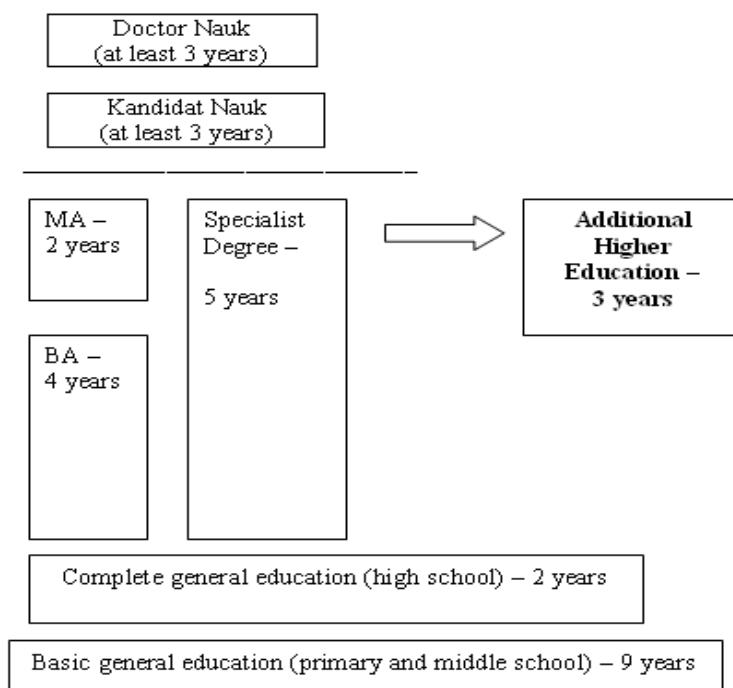 Doctor Nauk
(at least 3 years)
Kandidat Nauk
(at least 3 years)
MA –
2 years
Specialist
Degree –
5 years
Additional
Higher
Education –
3 years
BA –
4 years
Complete general education (high school) – 2 years
Basic general education (primary and middle school) – 9 years